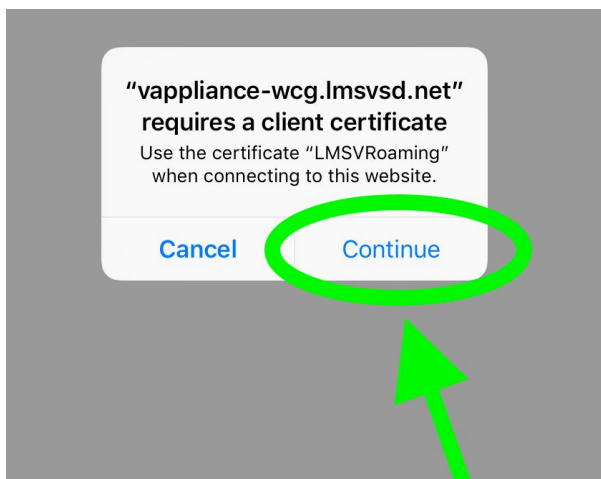 “vappliance-wcg.lmsvsd.net”
requires a client certificate
Use the certificate “LMSVRoaming”
when connecting to this website.
Cancel
Continue